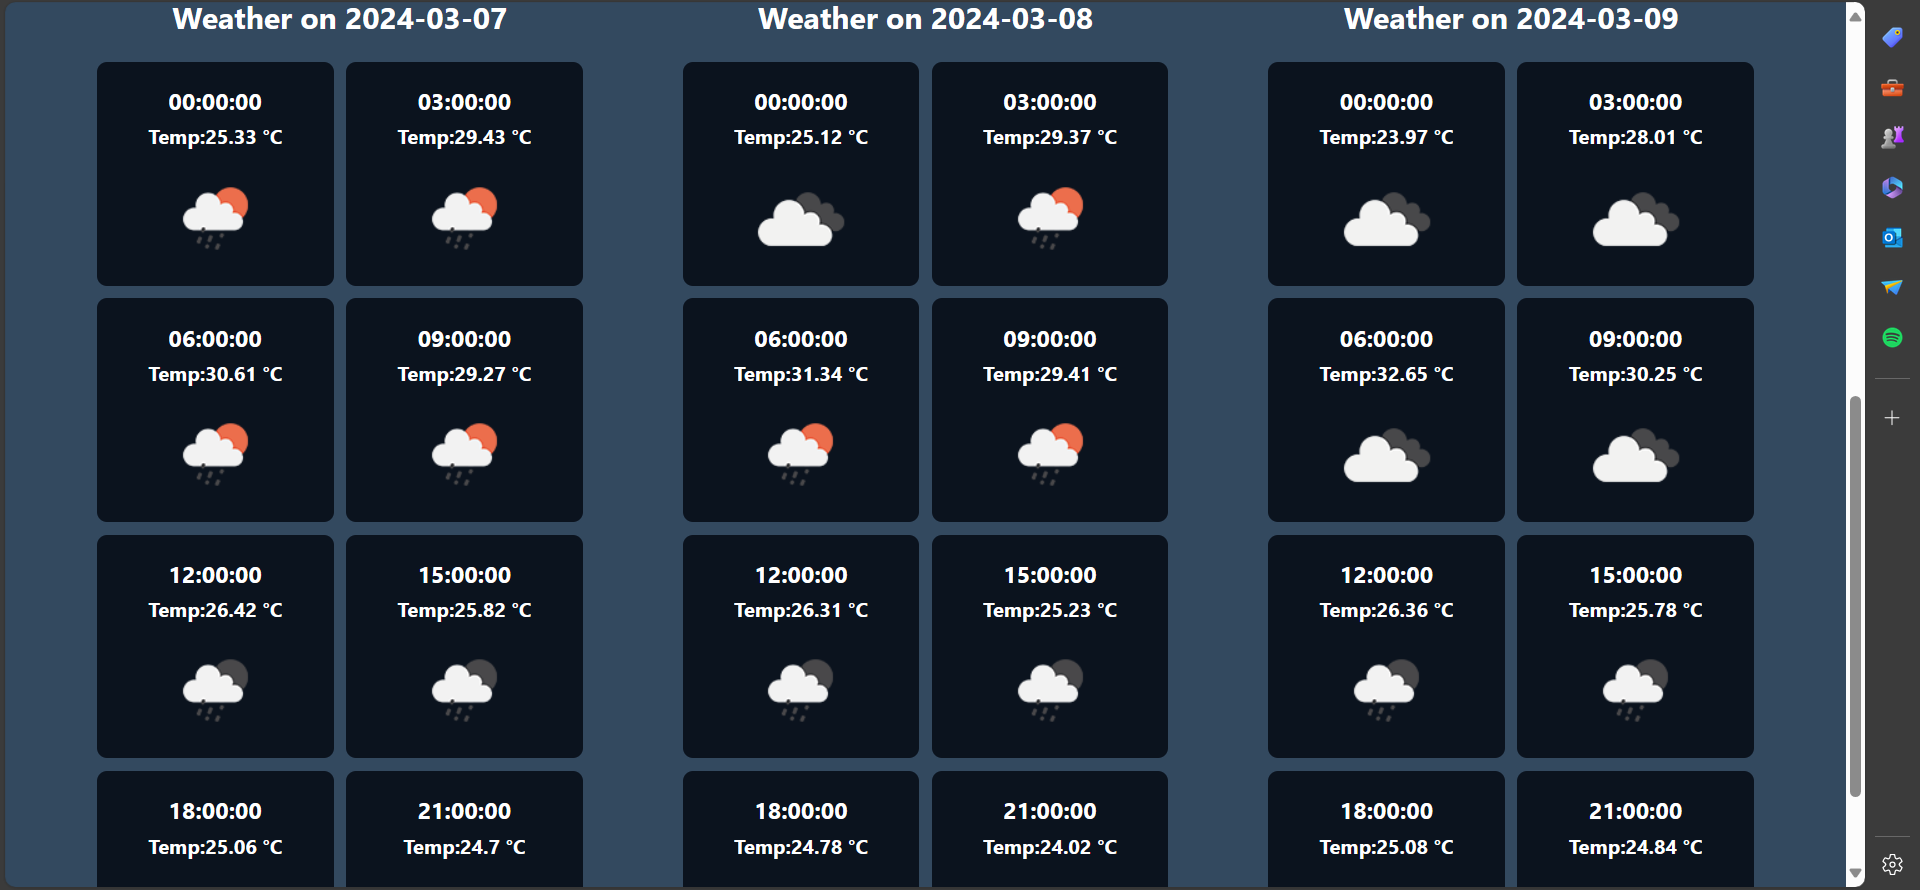 Weather on 2024-03-07
00:00:00
Temp:25.33 °C
03:00:00
Temp:29.43 °C
06:00:00
Temp:30.61 °C
09:00:00
Temp:29.27 °C
12:00:00
Temp:26.42 °C
15:00:00
Temp:25.82 °C
18:00:00
Temp:25.06 °C
21:00:00
Temp:24.7 °C
Weather on 2024-03-08
00:00:00
Temp:25.12 °C
03:00:00
Temp:29.37 °C
06:00:00
Temp:31.34 °C
09:00:00
Temp:29.41 °C
12:00:00
Temp:26.31 °C
15:00:00
Temp:25.23 °C
18:00:00
Temp:24.78 °C
21:00:00
Temp:24.02 °C
Weather on 2024-03-09
00:00:00
Temp:23.97 °C
03:00:00
Temp:28.01 °C
06:00:00
Temp:32.65 °C
09:00:00
Temp:30.25 °C
12:00:00
Temp:26.36 °C
15:00:00
Temp:25.78 °C
18:00:00
Temp:25.08 °C
21:00:00
Temp:24.84 °C